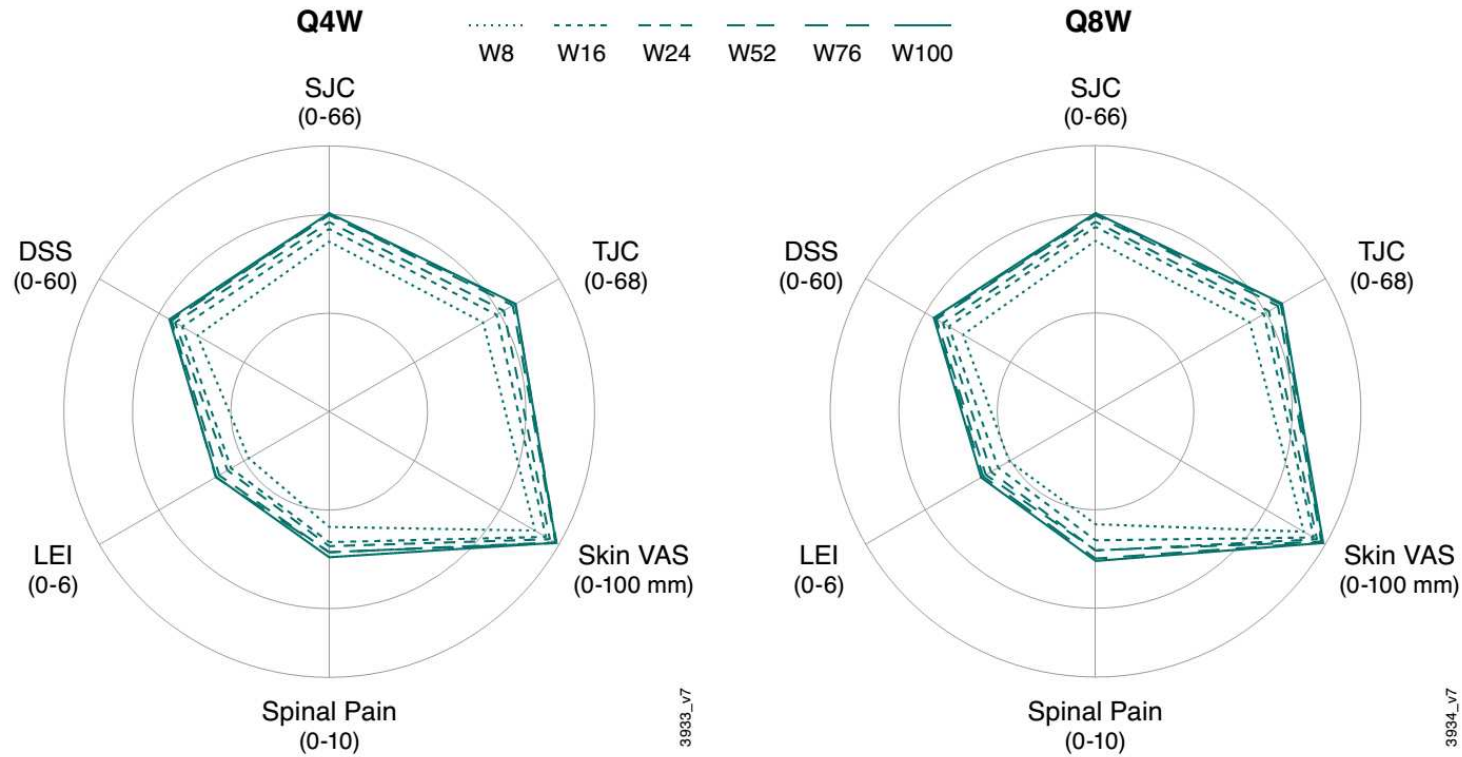 Q4W
Q8W
W8 W16 W24 W52 W76 W100
SJC
(0-66)
TJC
(0-68)
Skin VAS
(0-100 mm)
Spinal Pain
(0-10)
LEI
(0-6)
DSS
(0-60)
3933_v7
SJC
(0-66)
TJC
(0-68)
Skin VAS
(0-100 mm)
Spinal Pain
(0-10)
LEI
(0-6)
DSS
(0-60)
3934_v7